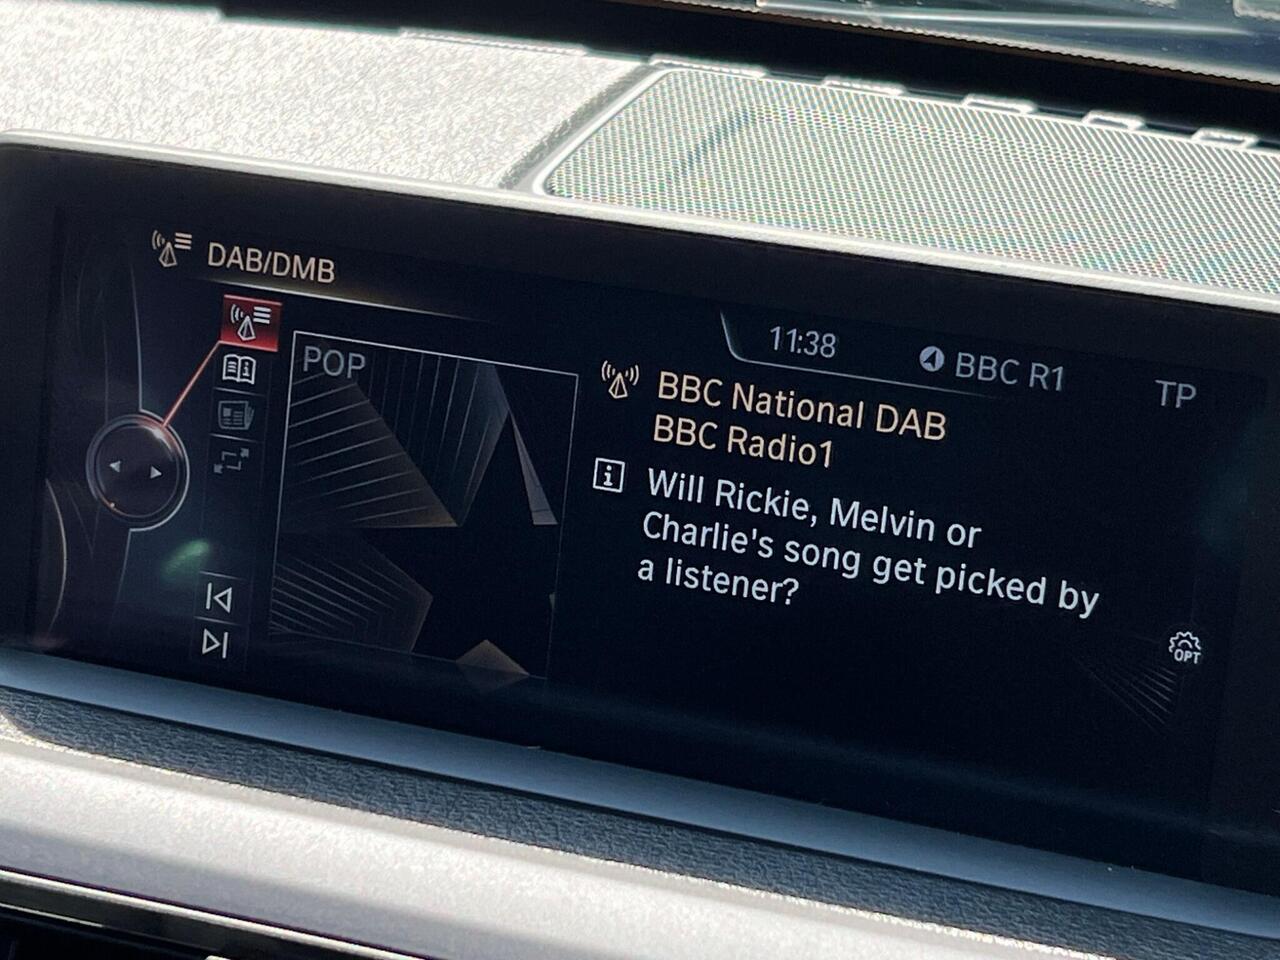 DAB/DMB
11:38
BBC R1
TP
POP
BBC National DAB
BBC Radio1
Will Rickie, Melvin or
Charlie's song get picked by
a listener?
OPT